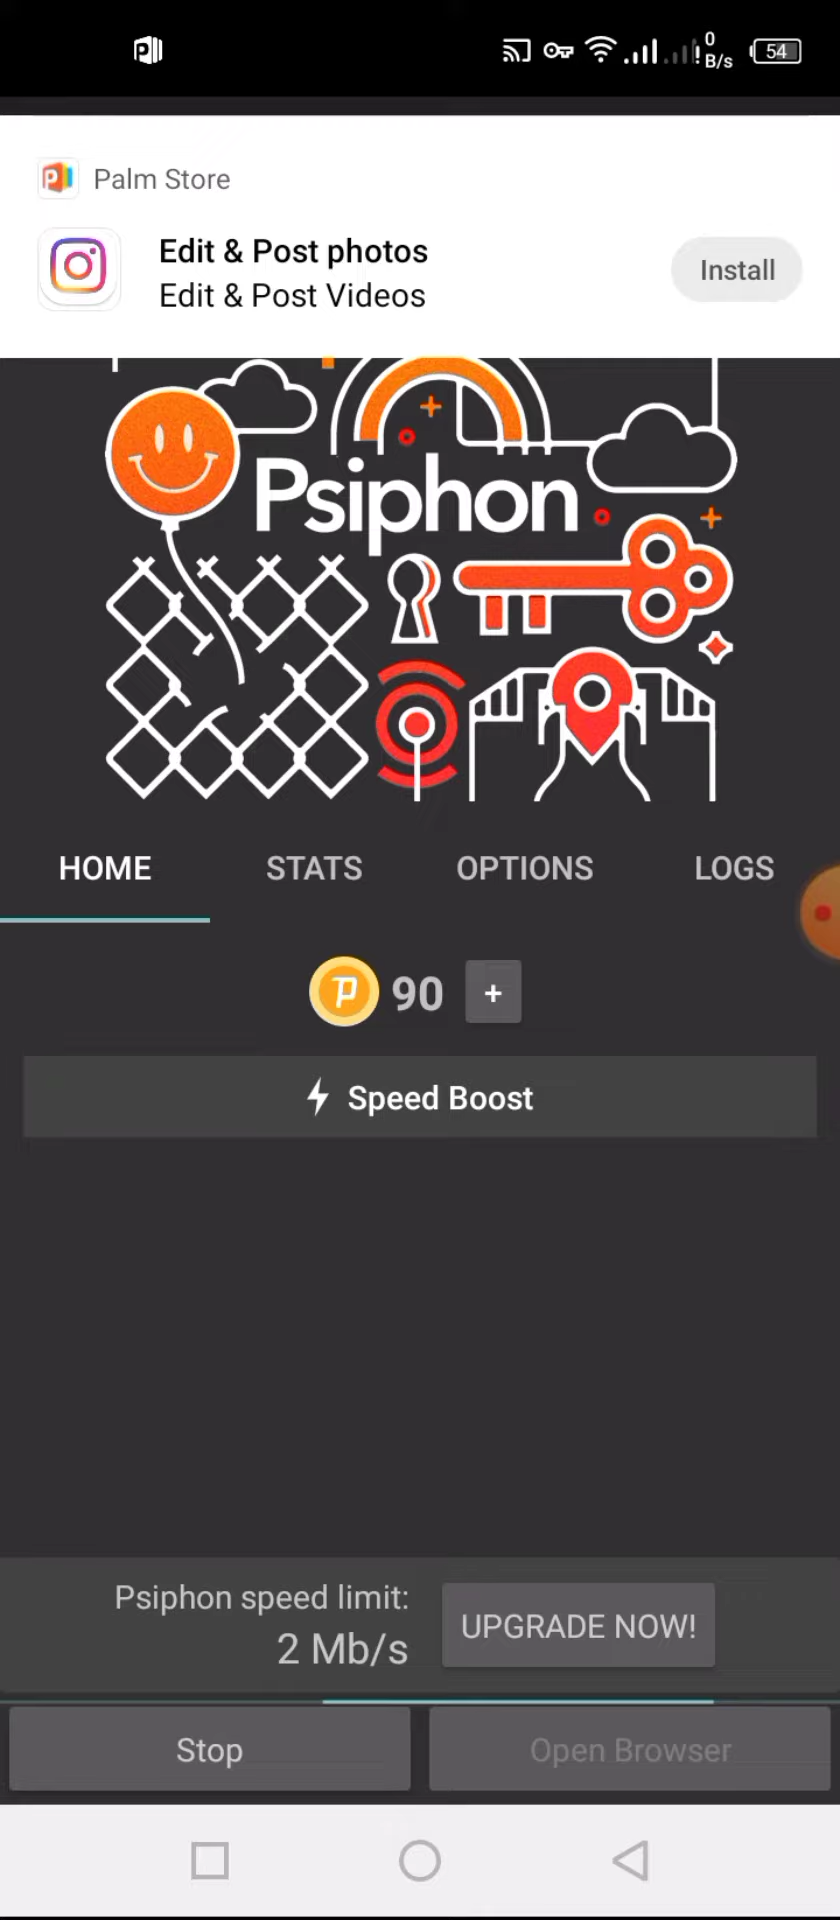 0
B/s
54
Palm Store
Edit & Post photos
Edit & Post Videos
Install
Psiphon
HOME
STATS
OPTIONS
LOGS
90
+
Speed Boost
Psiphon speed limit:
2 Mb/s
UPGRADE NOW!
Stop
Open Browser